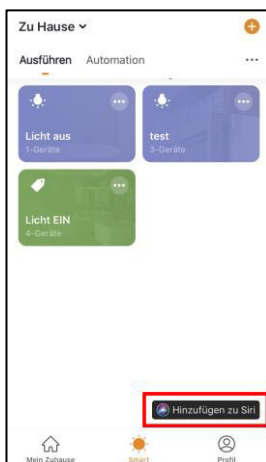 Zu Hause
Ausführen Automation
Licht aus
1-Geräte
test
3-Geräte
Licht EIN
4-Geräte
Hinzufügen zu Siri
Mein Zuhause Smart Profil